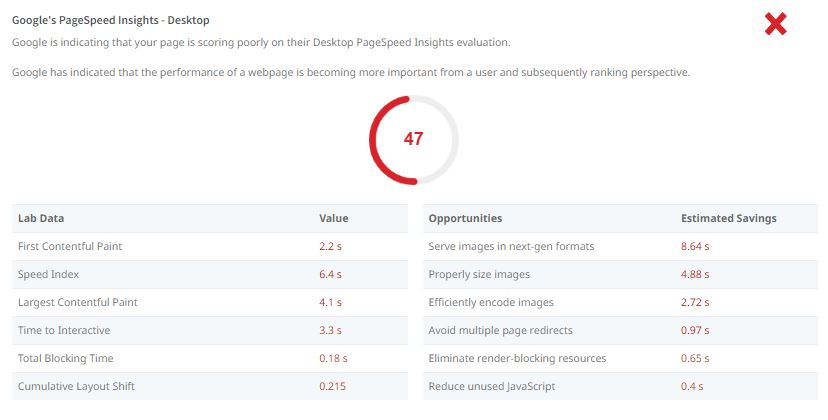 Google's PageSpeed Insights - Desktop
Google is indicating that your page is scoring poorly on their Desktop PageSpeed Insights evaluation.
Google has indicated that the performance of a webpage is becoming more important from a user and subsequently ranking perspective.
47
Lab Data Value
First Contentful Paint 2.2 s
Speed Index 6.4 s
Largest Contentful Paint 4.1 s
Time to Interactive 3.3 s
Total Blocking Time 0.18 s
Cumulative Layout Shift 0.215
Opportunities Estimated Savings
Serve images in next-gen formats 8.64 s
Properly size images 4.88 s
Efficiently encode images 2.72 s
Avoid multiple page redirects 0.97 s
Eliminate render-blocking resources 0.65 s
Reduce unused JavaScript 0.4 s